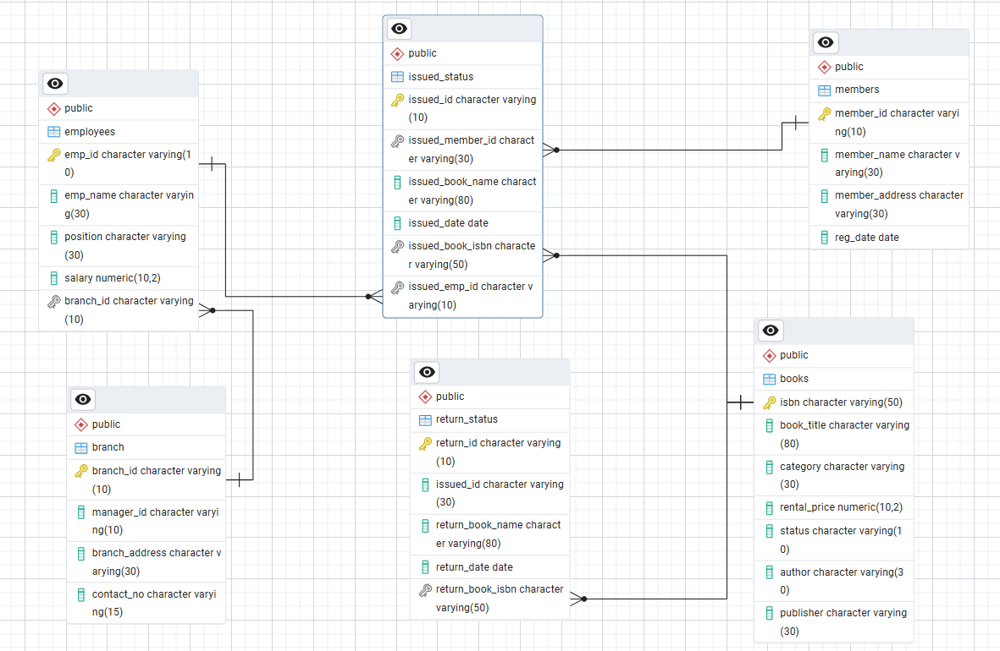 public
employees
emp_id character varying(1
0)
emp_name character varyin
g(30)
position character varying
(30)
salary numeric(10,2)
branch_id character varying
(10)
public
branch
branch_id character varying
(10)
manager_id character varyi
ng(10)
branch_address character v
arying(30)
contact_no character varyi
ng(15)
public
issued_status
issued_id character varying
(10)
issued_member_id charact
er varying(30)
issued_book_name charact
er varying(80)
issued_date date
issued_book_isbn characte
r varying(50)
issued_emp_id character v
arying(10)
public
return_status
return_id character varying
(10)
issued_id character varying
(30)
return_book_name charact
er varying(80)
return_date date
return_book_isbn character
varying(50)
public
members
member_id character varyi
ng(10)
member_name character v
arying(30)
member_address character
varying(30)
reg_date date
public
books
isbn character varying(50)
book_title character varying
(80)
category character varying
(30)
rental_price numeric(10,2)
status character varying(1
0)
author character varying(3
0)
publisher character varying
(30)